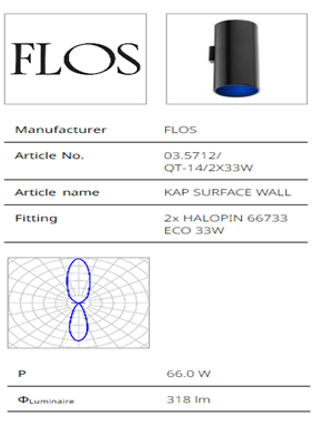 FLOS
Manufacturer FLOS
Article No. 03.5712/
QT-14/2X33W
Article name KAP SURFACE WALL
Fitting 2x HALOPIN 66733
ECO 33W
P 66.0 W
ΦLuminaire 318 lm